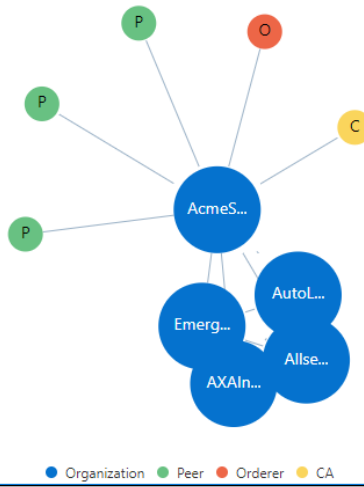 P
O
P
C
AcmeS...
P
AutoL...
Emerg...
Allse...
AXAIn...
Organization Peer Orderer CA